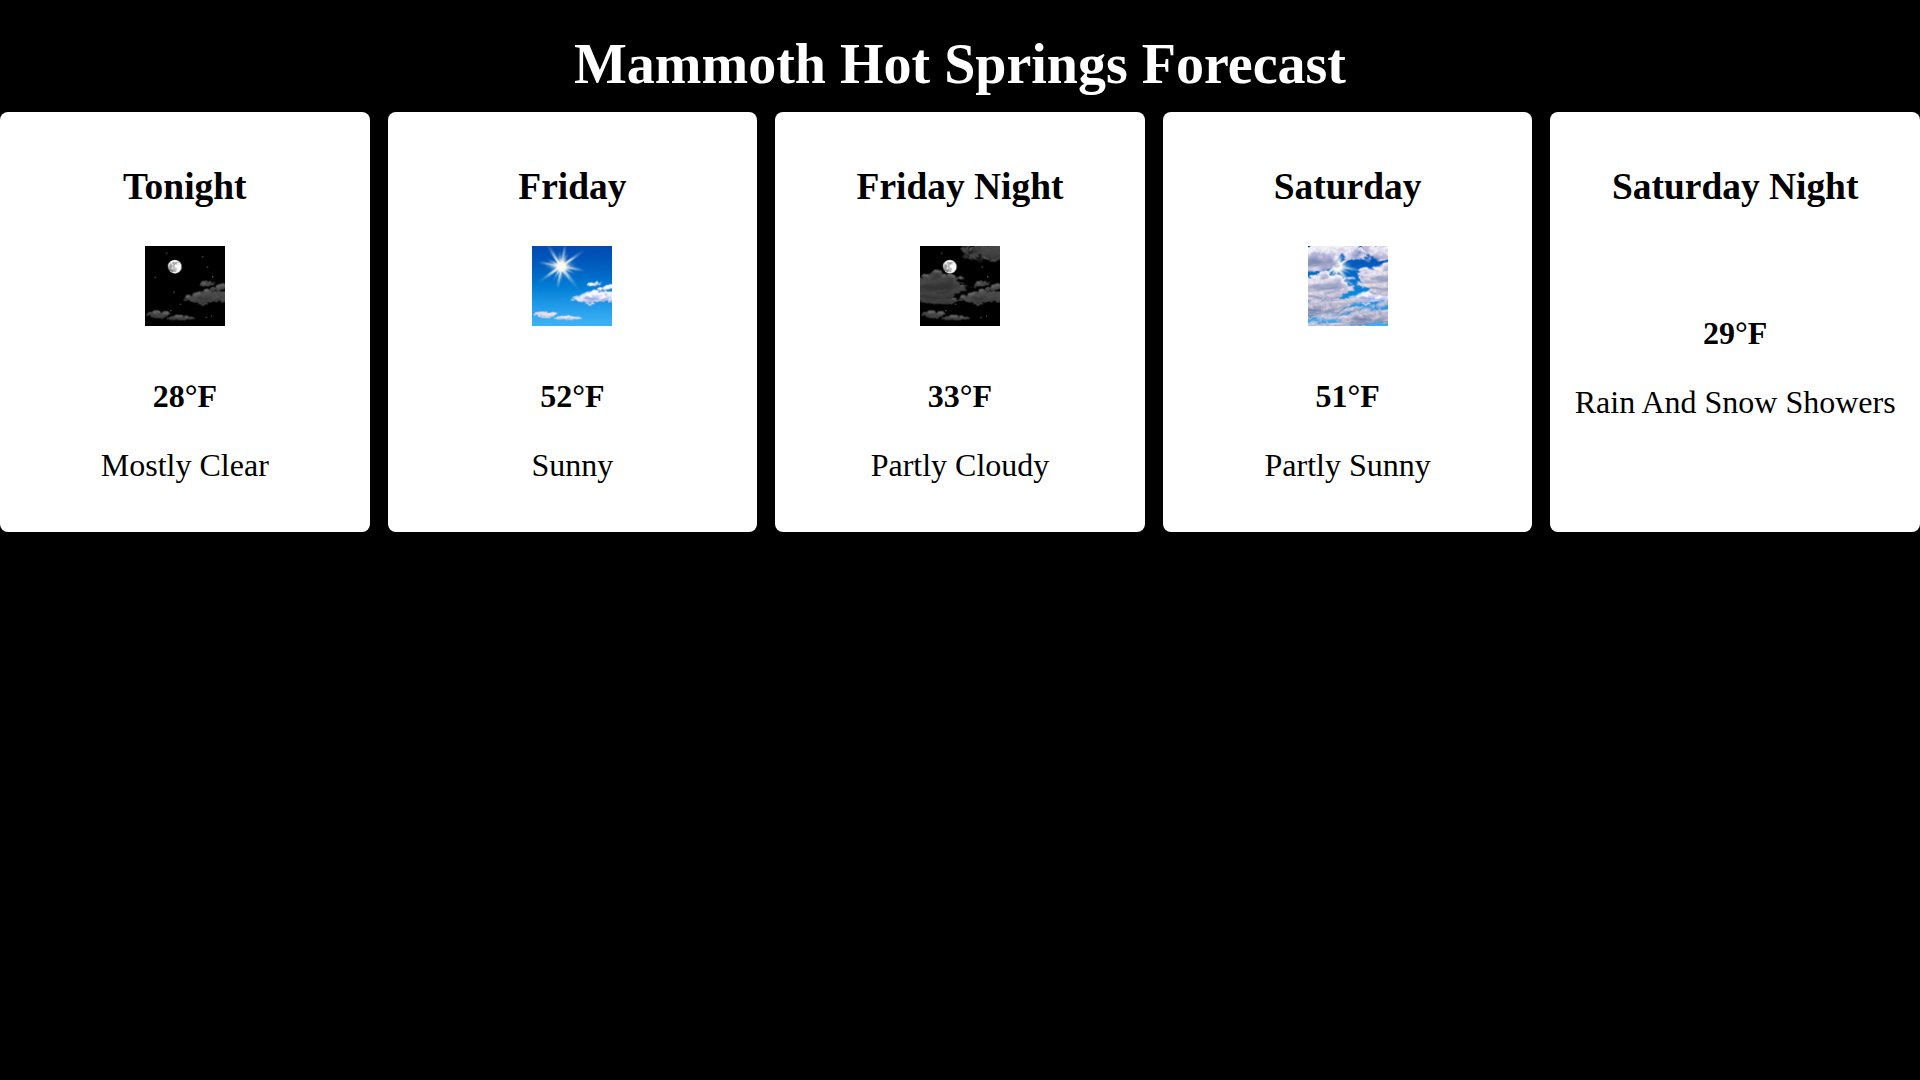 Mammoth Hot Springs Forecast
Tonight
28°F
Mostly Clear
Friday
52°F
Sunny
Friday Night
33°F
Partly Cloudy
Saturday
51°F
Partly Sunny
Saturday Night
29°F
Rain And Snow Showers